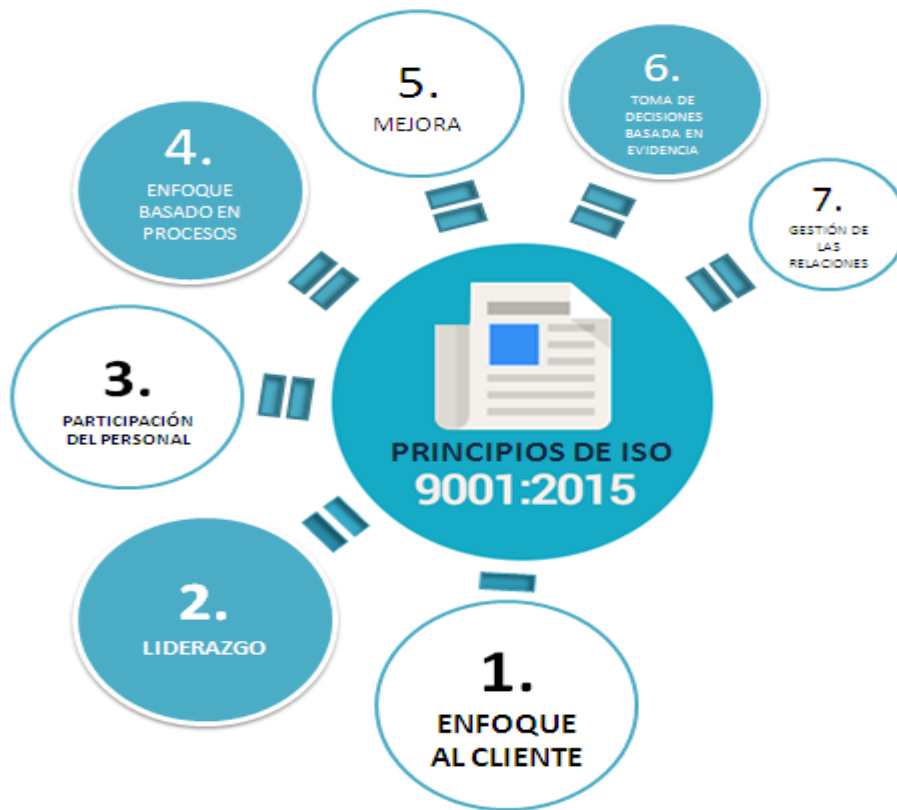 5.
MEJORA
6.
TOMA DE
DECISIONES
BASADA EN
EVIDENCIA
4.
ENFOQUE
BASADO EN
PROCESOS
7.
GESTIÓN DE
LAS
RELACIONES
3.
PARTICIPACIÓN
DEL PERSONAL
PRINCIPIOS DE ISO
9001:2015
2.
LIDERAZGO
1.
ENFOQUE
AL CLIENTE